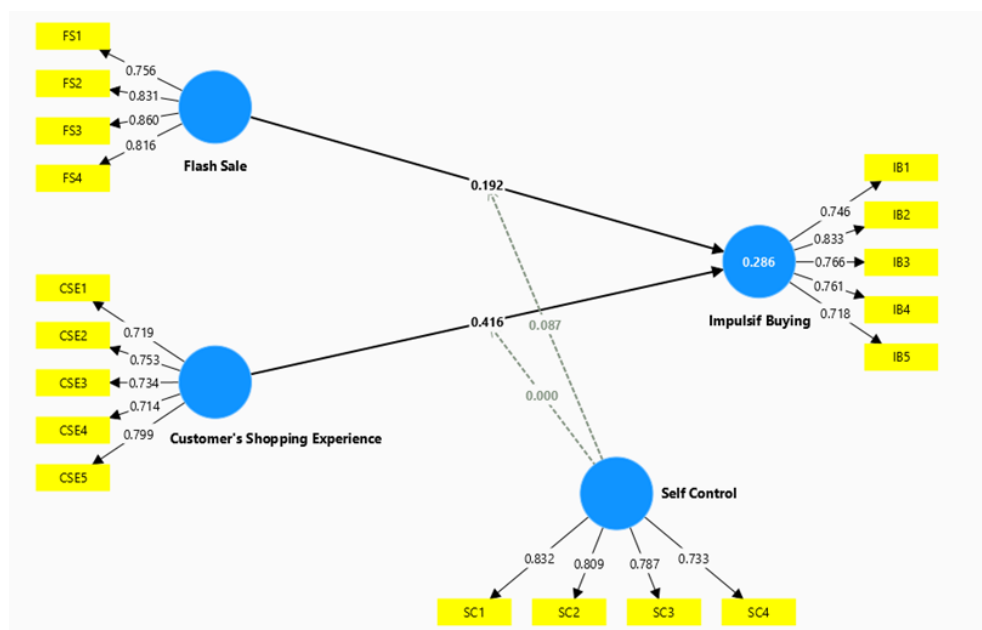 FS1
0.756
FS2
0.831
FS3
0.860
0.816
FS4
Flash Sale
0.192
IB1
0.746
IB2
0.833
0.286
0.766
IB3
0.761
IB4
0.718
Impulsif Buying
IB5
CSE1
0.719
CSE2
0.753
CSE3
0.734
0.714
CSE4
0.799
CSE5
Customer's Shopping Experience
0.416
0.087
0.000
Self Control
0.832
0.809
0.787
0.733
SC1
SC2
SC3
SC4